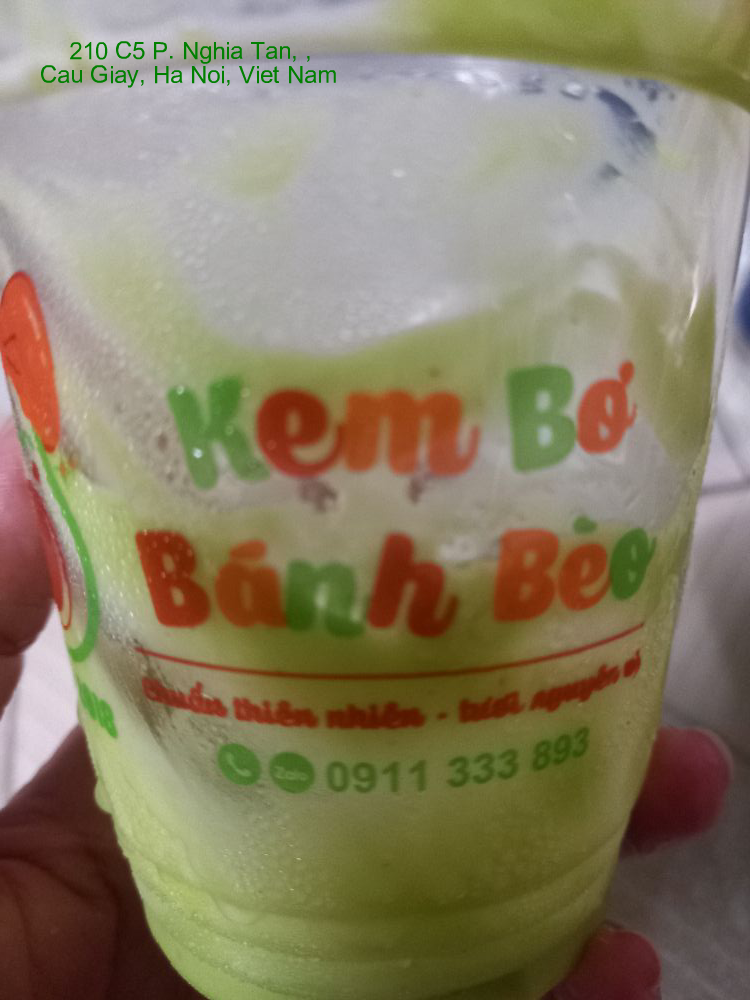 210 C5 P. Nghia Tan, ,
Cau Giay, Ha Noi, Viet Nam
Kem Bơ
Bánh Bèo
Chuẩn thiên nhiên - tươi nguyên vị
Zalo 0911 333 893